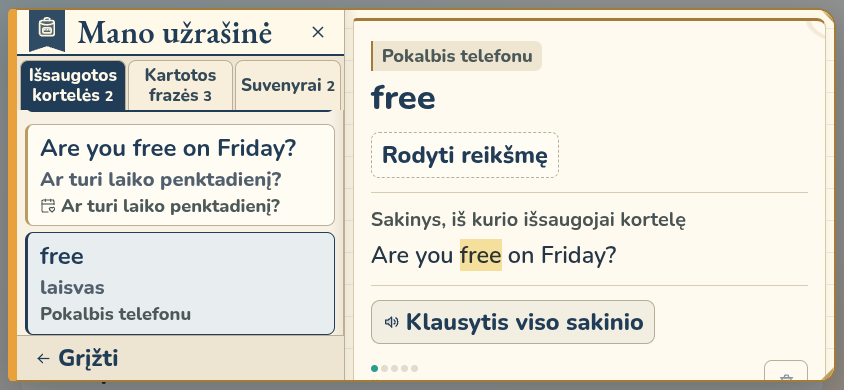 Mano užrašinė
Išsaugotos
kortelės 2
Kartotos
frazės 3
Suvenyrai 2
Are you free on Friday?
Ar turi laiko penktadienį?
Ar turi laiko penktadienį?
free
laisvas
Pokalbis telefonu
← Grįžti
Pokalbis telefonu
free
Rodyti reikšmę
Sakinys, iš kurio išsaugojai kortelę
Are you free on Friday?
Klausytis viso sakinio